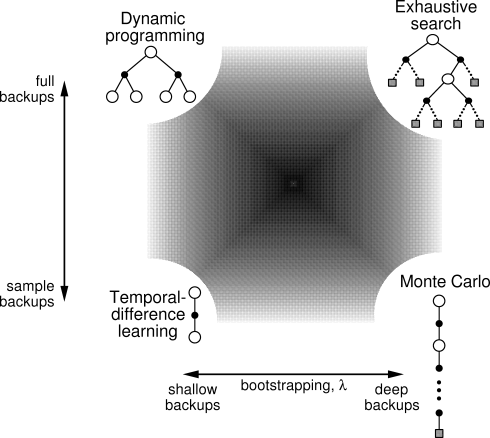 Dynamic
programming
Exhaustive
search
full
backups
sample
backups
Temporal-
difference
learning
Monte Carlo
shallow
backups
bootstrapping, λ
deep
backups